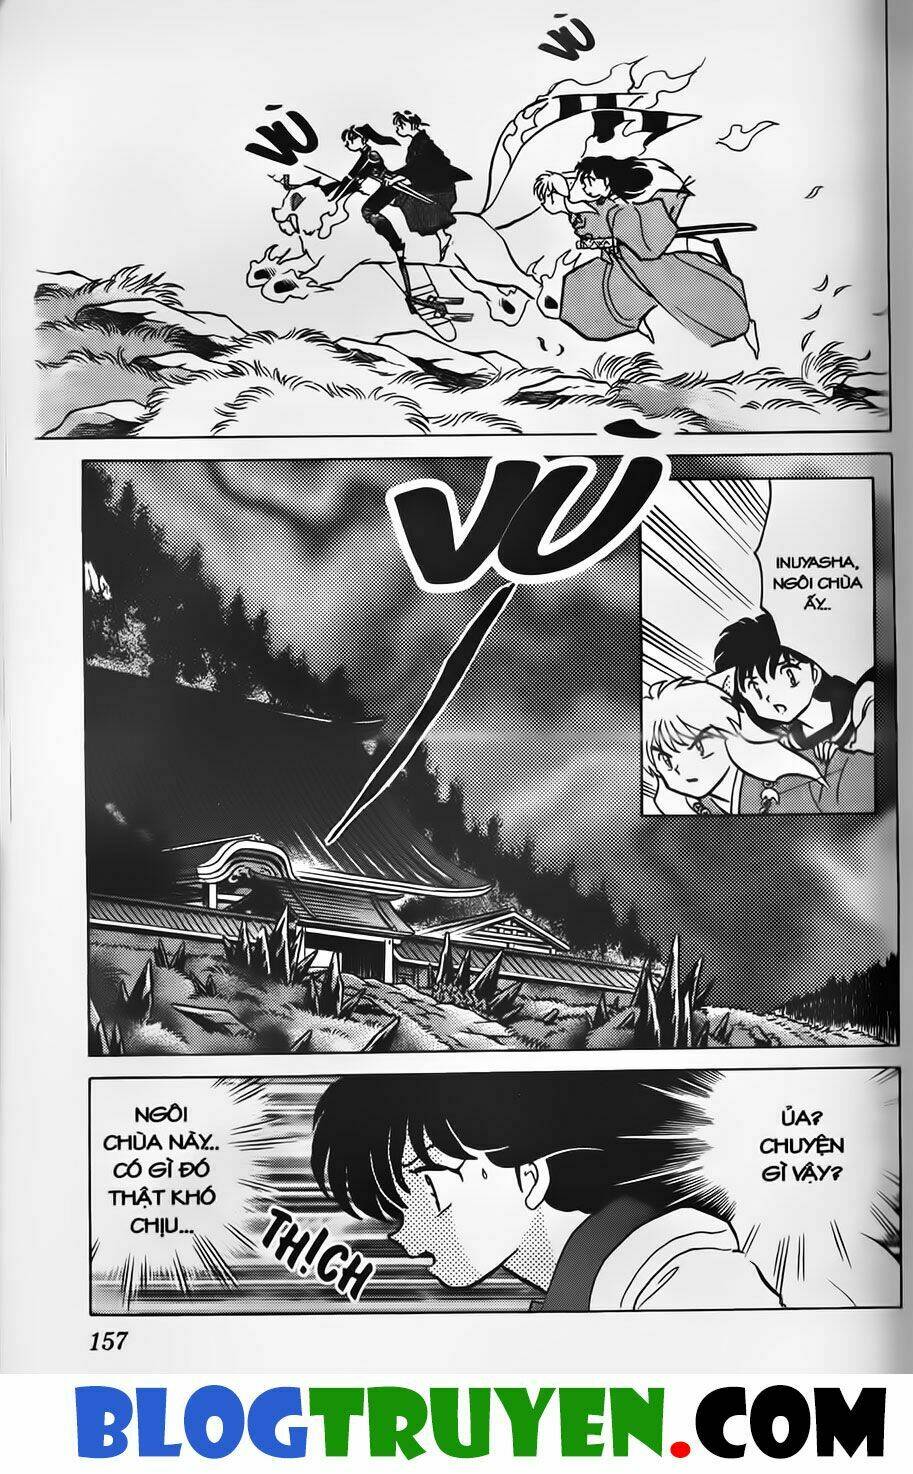 VÙ
VÙ
VÙ
INUYASHA,
NGÔI CHÙA
ẤY...
NGÔI
CHÙA NÀY...
CÓ GÌ ĐÓ
THẬT KHÓ
CHỊU...
ỦA?
CHUYỆN
GÌ VẬY?
THỊCH
157
BLOGTRUYEN.COM